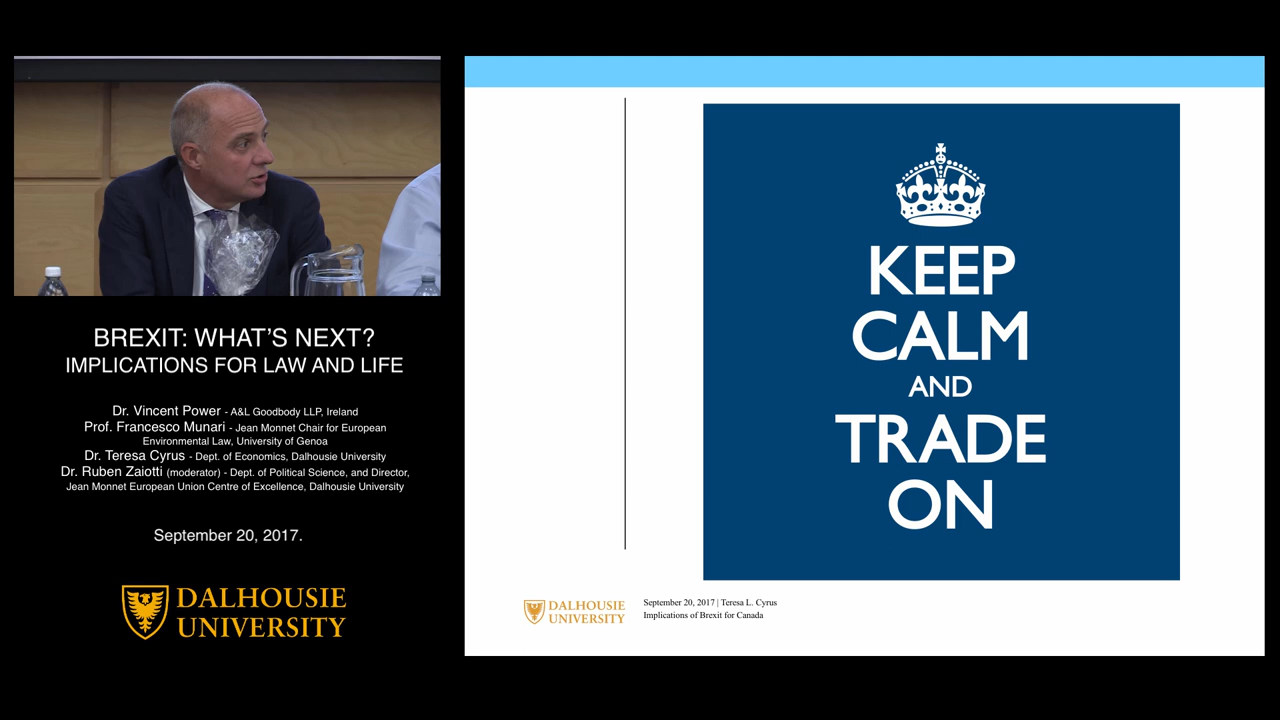 BREXIT: WHAT'S NEXT?
IMPLICATIONS FOR LAW AND LIFE
Dr. Vincent Power - A&L Goodbody LLP, Ireland
Prof. Francesco Munari - Jean Monnet Chair for European
Environmental Law, University of Genoa
Dr. Teresa Cyrus - Dept. of Economics, Dalhousie University
Dr. Ruben Zaiotti (moderator) - Dept. of Political Science, and Director,
Jean Monnet European Union Centre of Excellence, Dalhousie University
September 20, 2017.
DALHOUSIE
UNIVERSITY
KEEP
CALM
AND
TRADE
ON
DALHOUSIE
UNIVERSITY
September 20, 2017 | Teresa L. Cyrus
Implications of Brexit for Canada